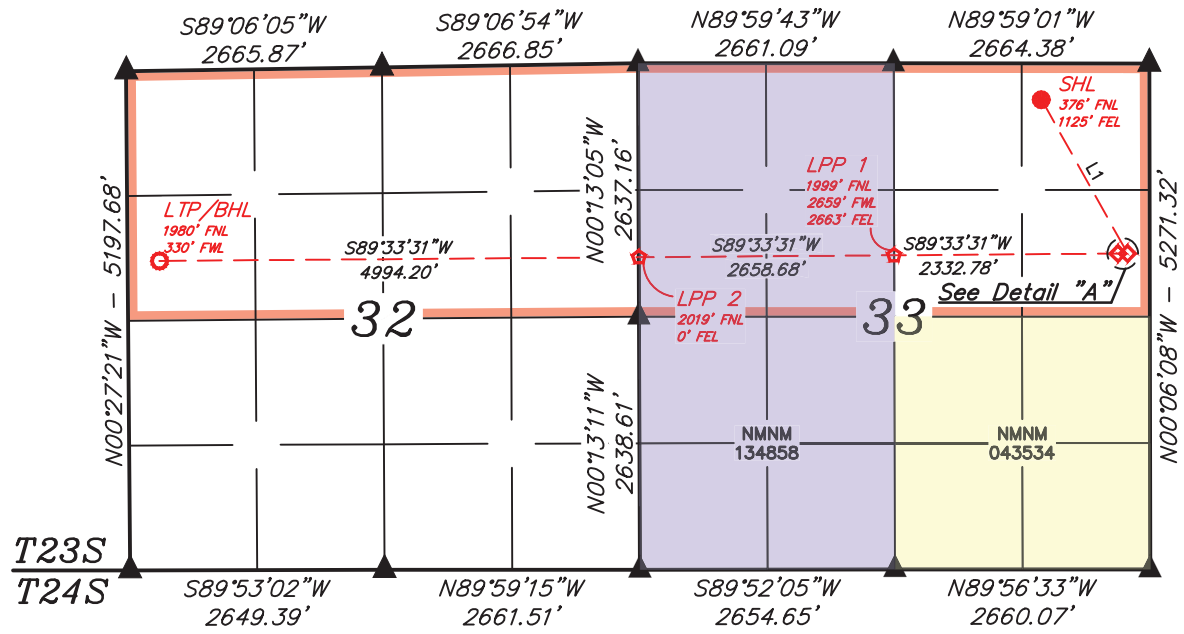 S89°06'05"W
2665.87'
S89°06'54"W
2666.85'
N89°59'43"W
2661.09'
N89°59'01"W
2664.38'
SHL
376' FNL
1125' FEL
L1
N00°13'05"W
2637.16'
LPP 1
1999' FNL
2659' FWL
2663' FEL
LTP/BHL
1980' FNL
330' FWL
S89°33'31"W
4994.20'
S89°33'31"W
2658.68'
S89°33'31"W
2332.78'
See Detail "A"
LPP 2
2019' FNL
0' FEL
32
33
N00°27'21"W - 5197.68'
N00°06'08"W - 5271.32'
N00°13'11"W
2638.61'
NMNM
134858
NMNM
043534
T23S
T24S
S89°53'02"W
2649.39'
N89°59'15"W
2661.51'
S89°52'05"W
2654.65'
N89°56'33"W
2660.07'